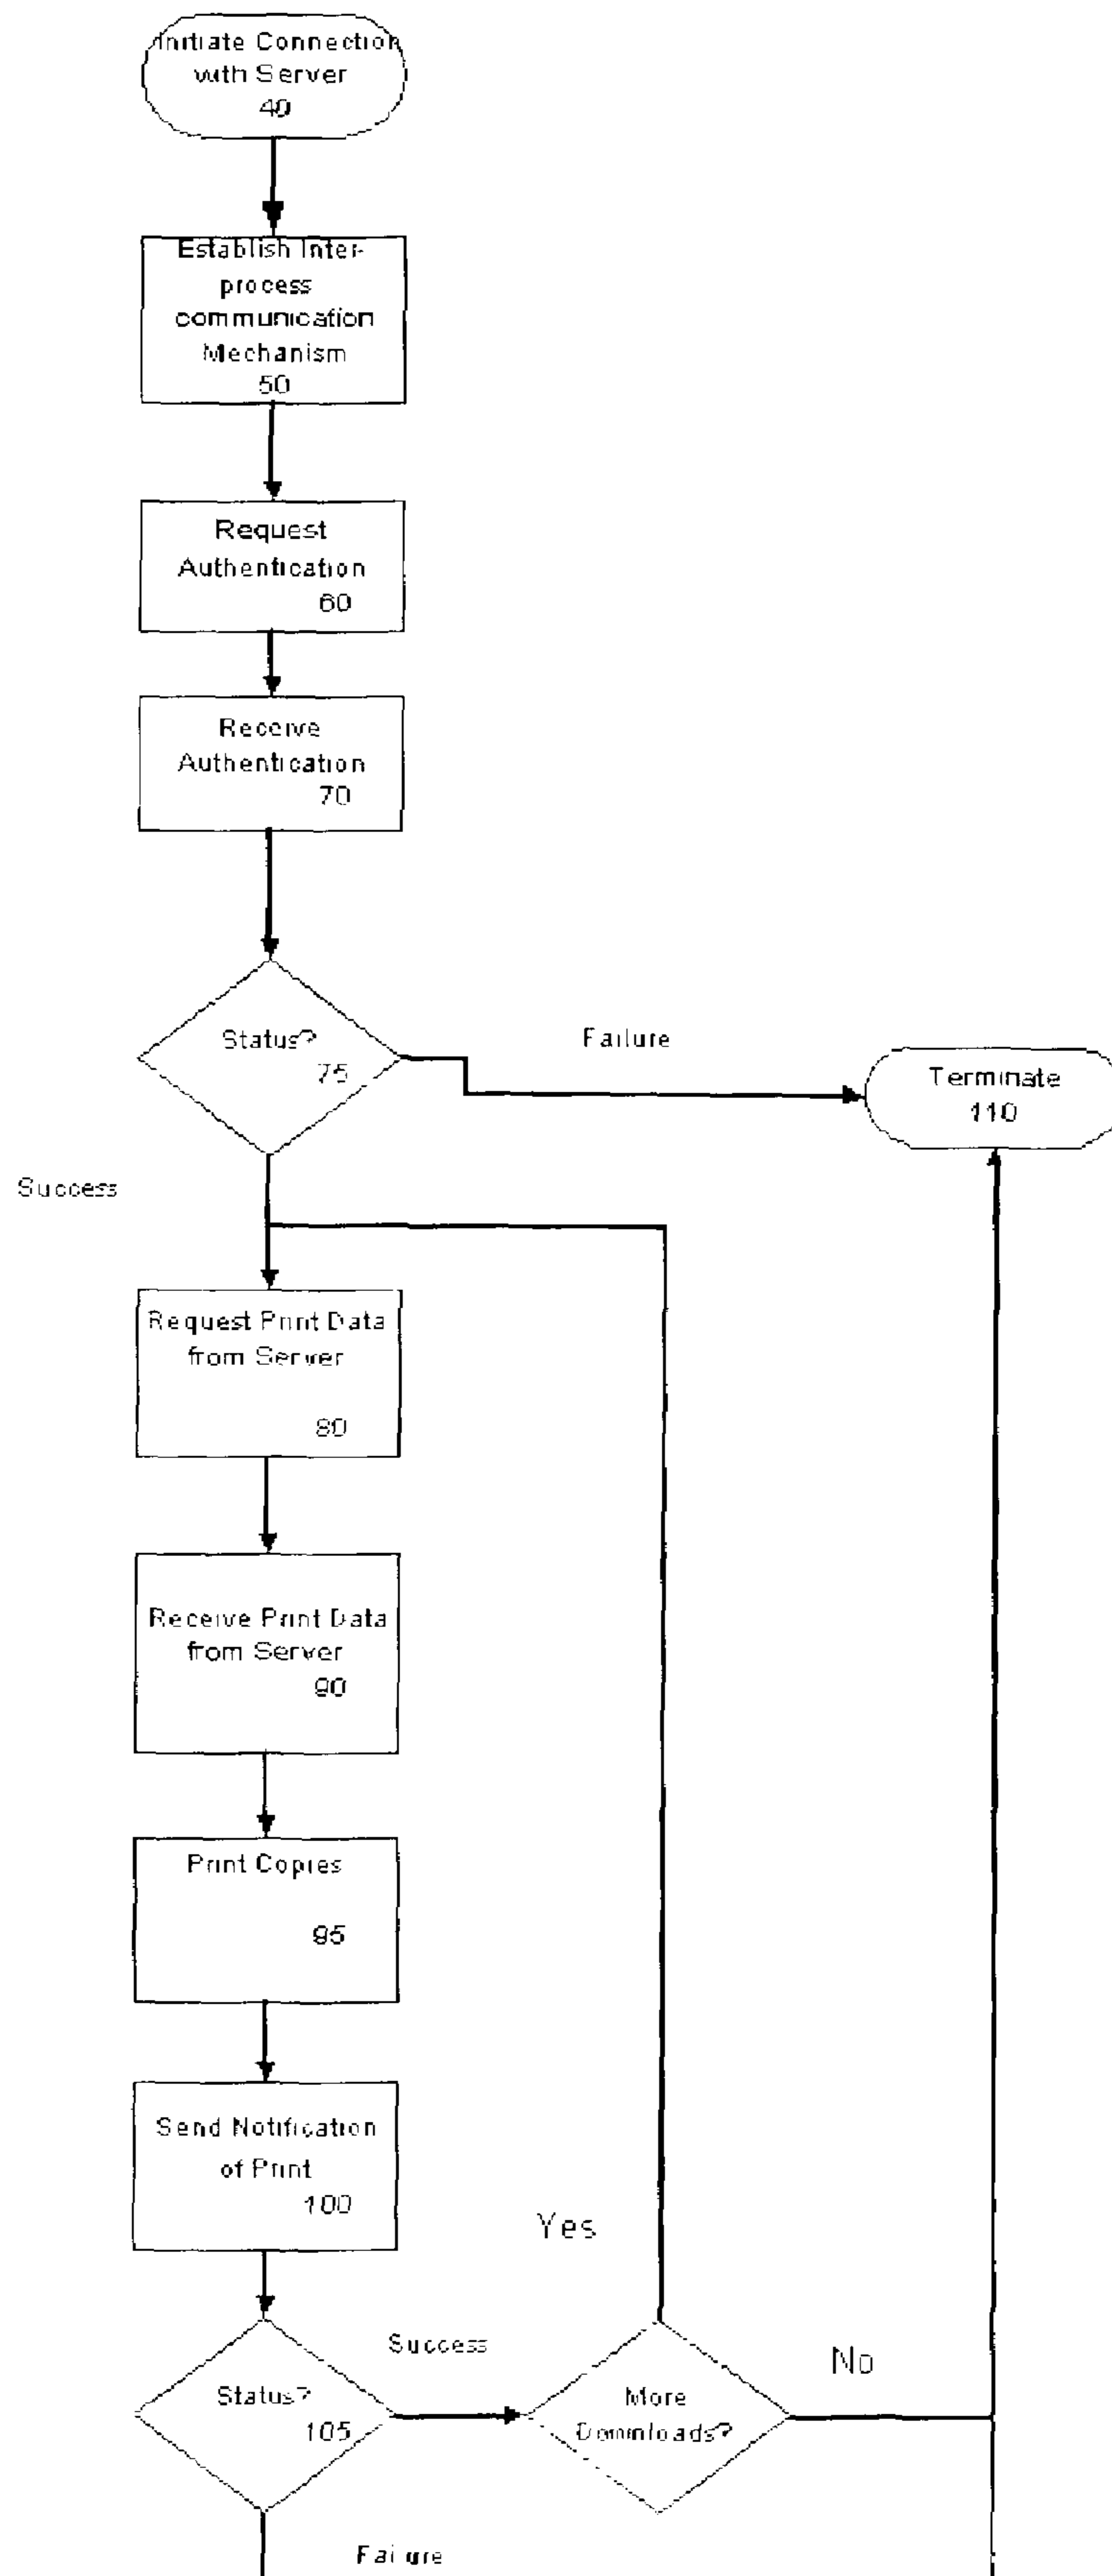 Initiate Connection
with Server
40
Establish Inter-
process
communication
Mechanism
50
Request
Authentication
60
Receive
Authentication
70
Status?
75
Failure
Terminate
110
Success
Request Print Data
from Server
80
Receive Print Data
from Server
90
Print Copies
95
Send Notification
of Print
100
Yes
Status?
105
Success
More
Downloads?
No
Failure